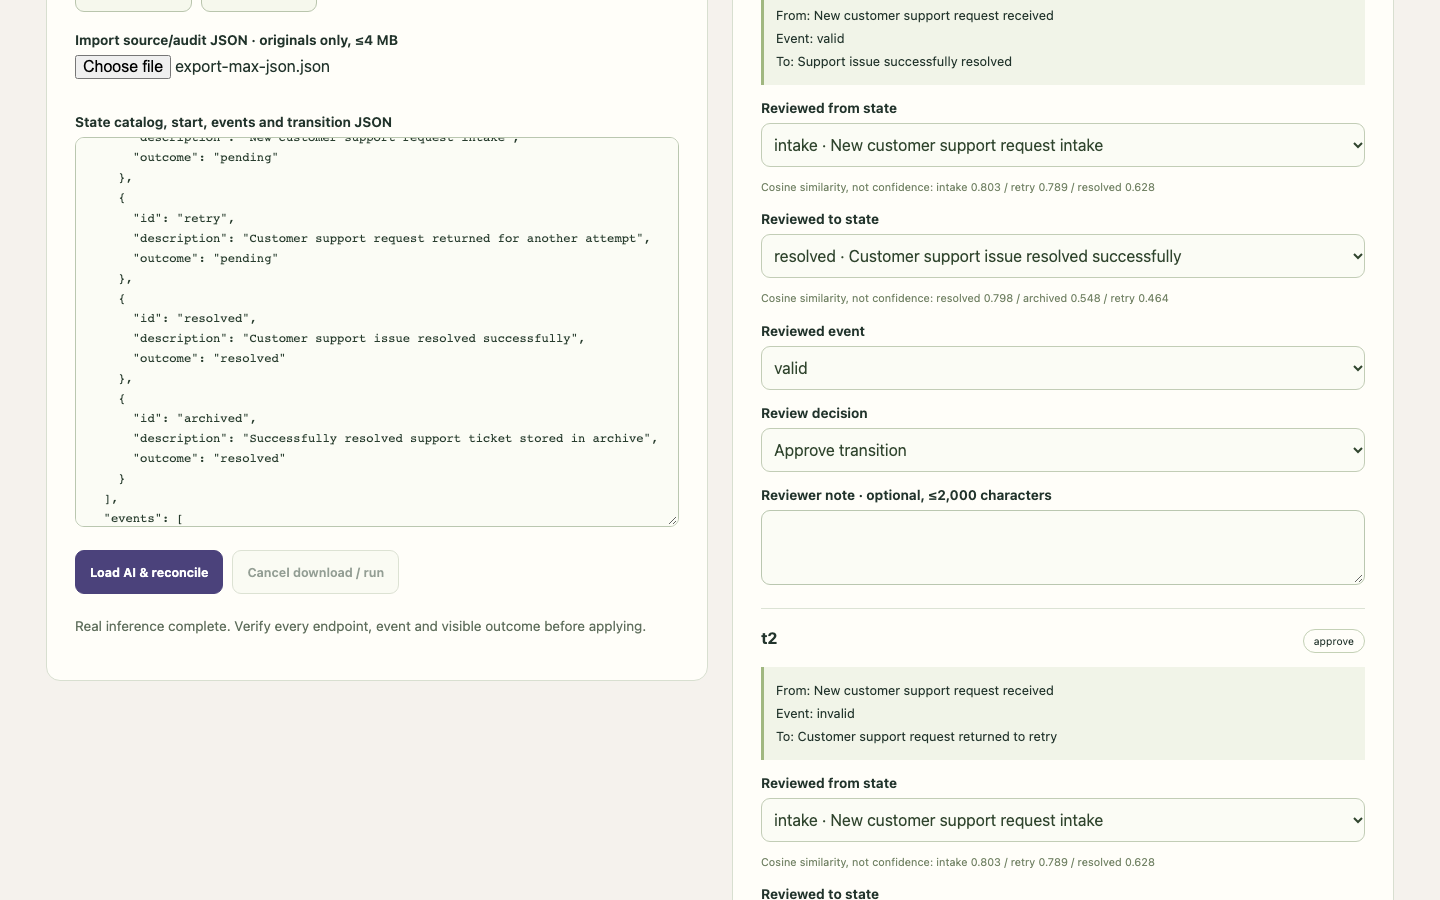 Import source/audit JSON · originals only, ≤4 MB
Choose file export-max-json.json
State catalog, start, events and transition JSON
"description": "New customer support request intake",
"outcome": "pending"
},
{
"id": "retry",
"description": "Customer support request returned for another attempt",
"outcome": "pending"
},
{
"id": "resolved",
"description": "Customer support issue resolved successfully",
"outcome": "resolved"
},
{
"id": "archived",
"description": "Successfully resolved support ticket stored in archive",
"outcome": "resolved"
}
],
"events": [
Load AI & reconcile
Cancel download / run
Real inference complete. Verify every endpoint, event and visible outcome before applying.
From: New customer support request received
Event: valid
To: Support issue successfully resolved
Reviewed from state
intake · New customer support request intake
Cosine similarity, not confidence: intake 0.803 / retry 0.789 / resolved 0.628
Reviewed to state
resolved · Customer support issue resolved successfully
Cosine similarity, not confidence: resolved 0.798 / archived 0.548 / retry 0.464
Reviewed event
valid
Review decision
Approve transition
Reviewer note · optional, ≤2,000 characters
t2
approve
From: New customer support request received
Event: invalid
To: Customer support request returned to retry
Reviewed from state
intake · New customer support request intake
Cosine similarity, not confidence: intake 0.803 / retry 0.789 / resolved 0.628
Reviewed to state